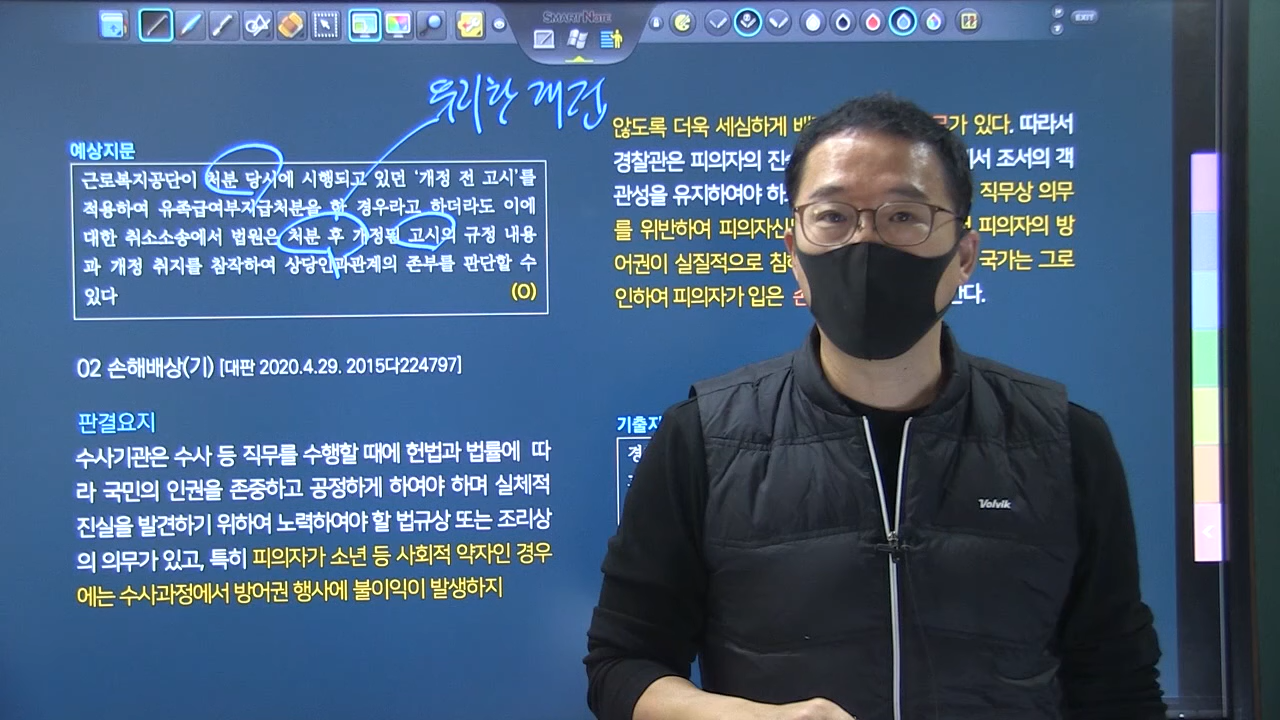 SMARTNOTE
EXIT
유리한 개정
예상지문
근로복지공단이 처분 당시에 시행되고 있던 '개정 전 고시'를
적용하여 유족급여부지급처분을 한 경우라고 하더라도 이에
대한 취소소송에서 법원은 처분 후 개정된 고시의 규정 내용
과 개정 취지를 참작하여 상당인과관계의 존부를 판단할 수
있다
(O)
02 손해배상(기) [대판 2020.4.29. 2015다224797]
판결요지
수사기관은 수사 등 직무를 수행할 때에 헌법과 법률에 따
라 국민의 인권을 존중하고 공정하게 하여야 하며 실체적
진실을 발견하기 위하여 노력하여야 할 법규상 또는 조리상
의 의무가 있고, 특히 피의자가 소년 등 사회적 약자인 경우
에는 수사과정에서 방어권 행사에 불이익이 발생하지
않도록 더욱 세심하게 가 있다. 따라서
경찰관은 피의자의 조서의 객
관성을 유지하여야 직무상 의무
를 위반하여 피의자의 방
어권이 실질적으로 국가는 그로
인하여 피의자가 입은
Volvik